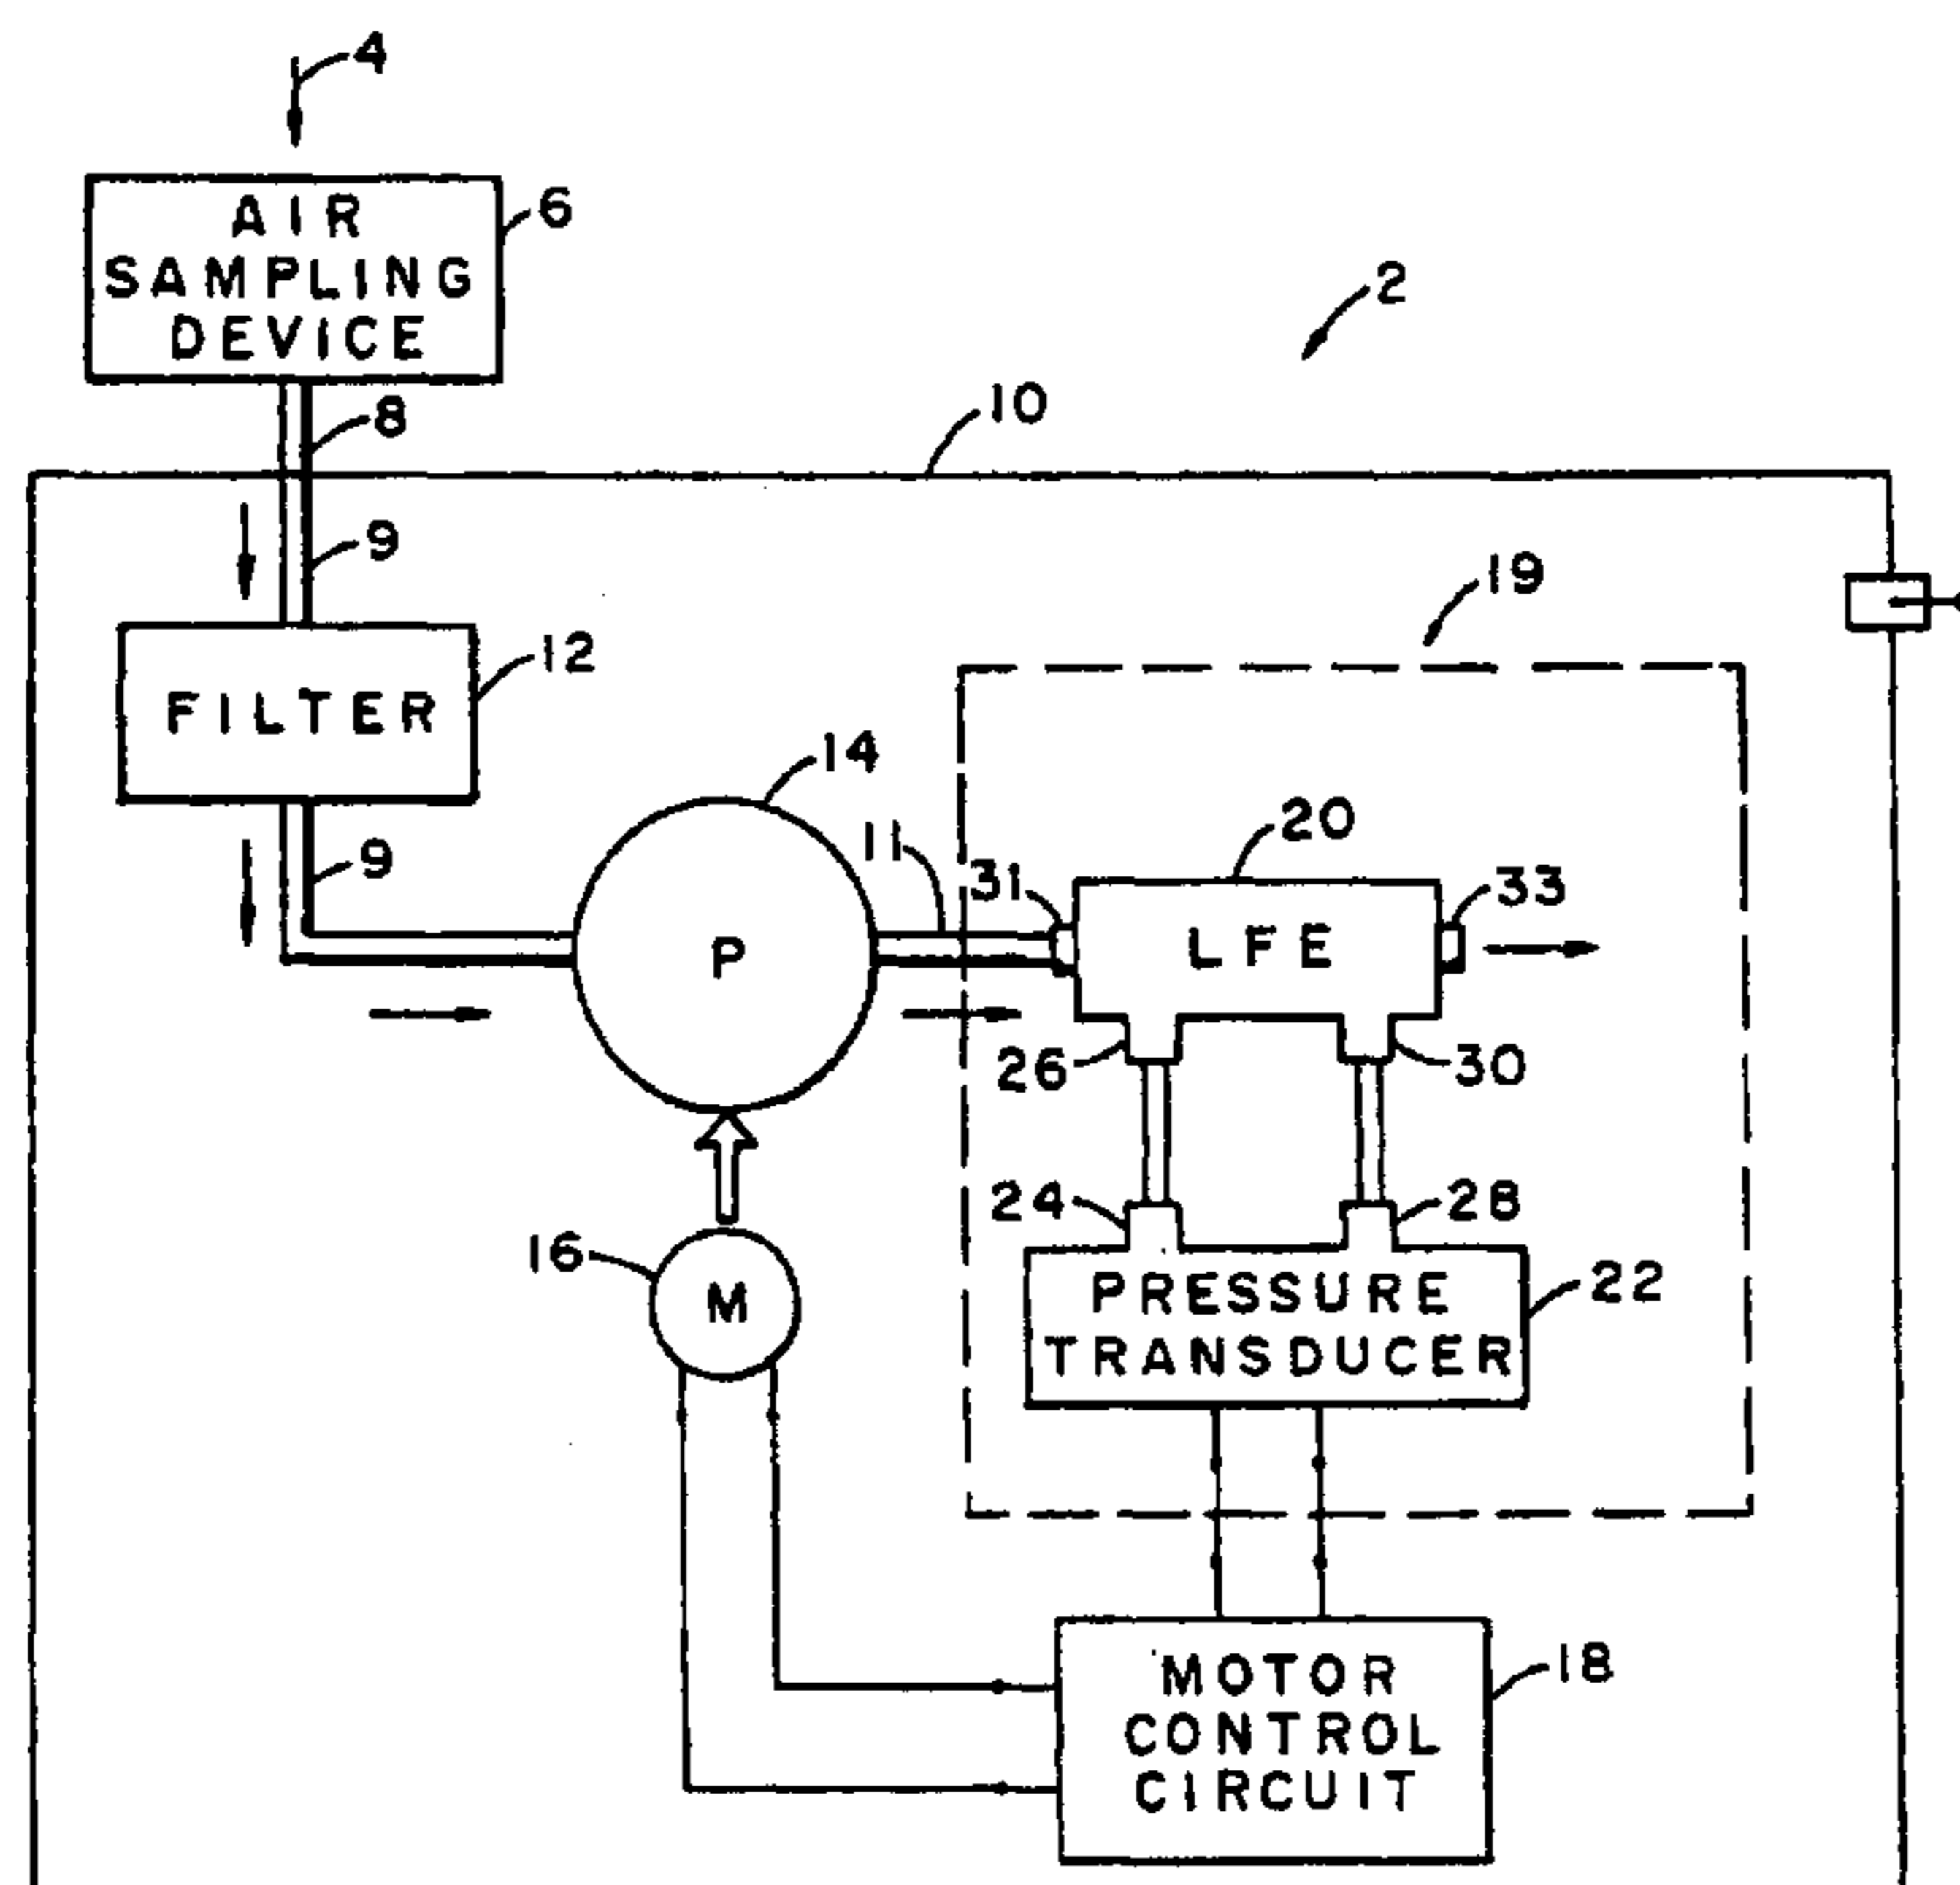 4
AIR
SAMPLING
DEVICE
6
2
8
10
9
19
FILTER
12
14
9
11
31
20
33
P
LFE
26
30
24
28
16
M
PRESSURE
TRANSDUCER
22
MOTOR
CONTROL
CIRCUIT
18